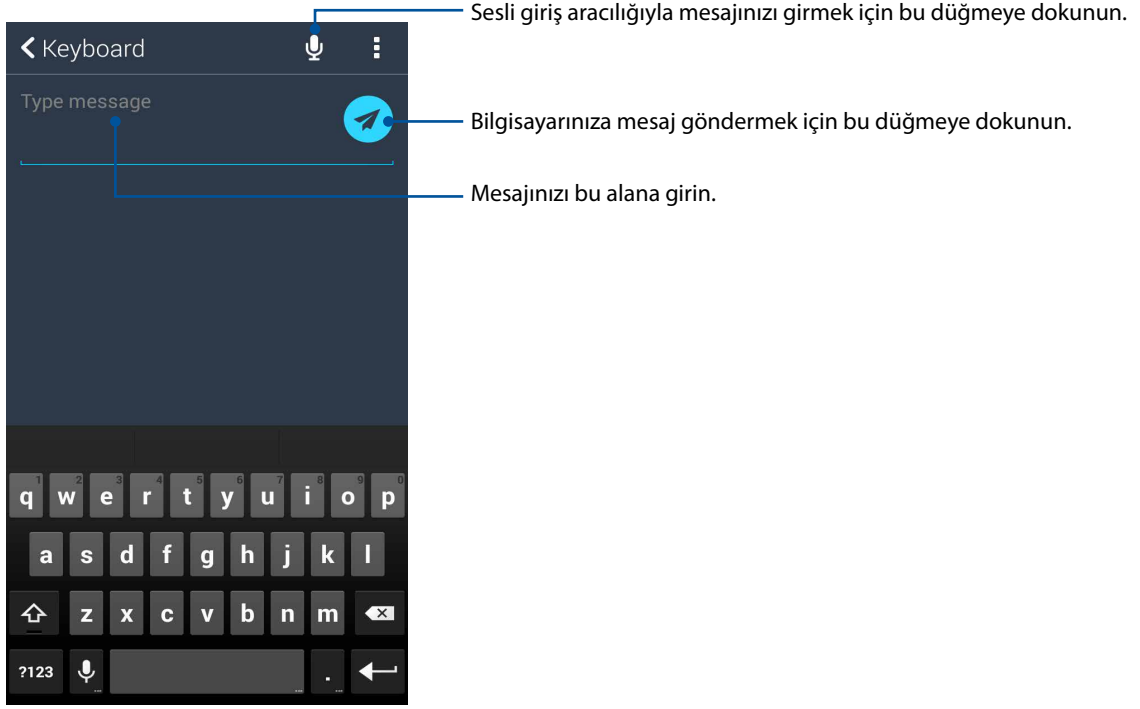 Sesli giriş aracılığıyla mesajınızı girmek için bu düğmeye dokunun.
Keyboard
Type message
Bilgisayarınıza mesaj göndermek için bu düğmeye dokunun.
Mesajınızı bu alana girin.
1 2 3 4 5 6 7 8 9 0
q w e r t y u i o p
a s d f g h j k l
z x c v b n m
?123 .